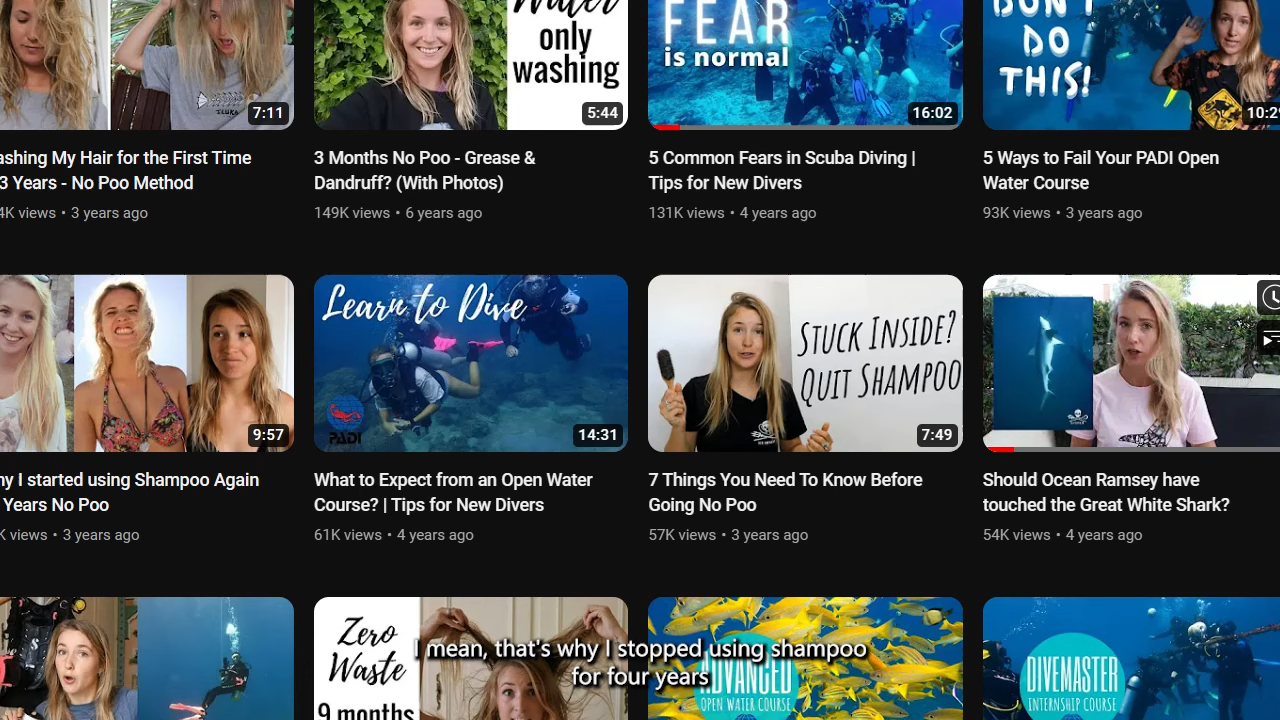 Water
only
washing
FEAR
is normal
DON'T
DO
THIS!
7:11
5:44
16:02
10:29
ashing My Hair for the First Time
3 Years - No Poo Method
4K views • 3 years ago
3 Months No Poo - Grease &
Dandruff? (With Photos)
149K views • 6 years ago
5 Common Fears in Scuba Diving |
Tips for New Divers
131K views • 4 years ago
5 Ways to Fail Your PADI Open
Water Course
93K views • 3 years ago
Learn to Dive
PADI
STUCK INSIDE?
QUIT SHAMPOO
9:57
14:31
7:49
hy I started using Shampoo Again
Years No Poo
K views • 3 years ago
What to Expect from an Open Water
Course? | Tips for New Divers
61K views • 4 years ago
7 Things You Need To Know Before
Going No Poo
57K views • 3 years ago
Should Ocean Ramsey have
touched the Great White Shark?
54K views • 4 years ago
Zero
Waste
9 months
ADVANCED
OPEN WATER COURSE
DIVEMASTER
INTERNSHIP COURSE
I mean, that's why I stopped using shampoo
for four years